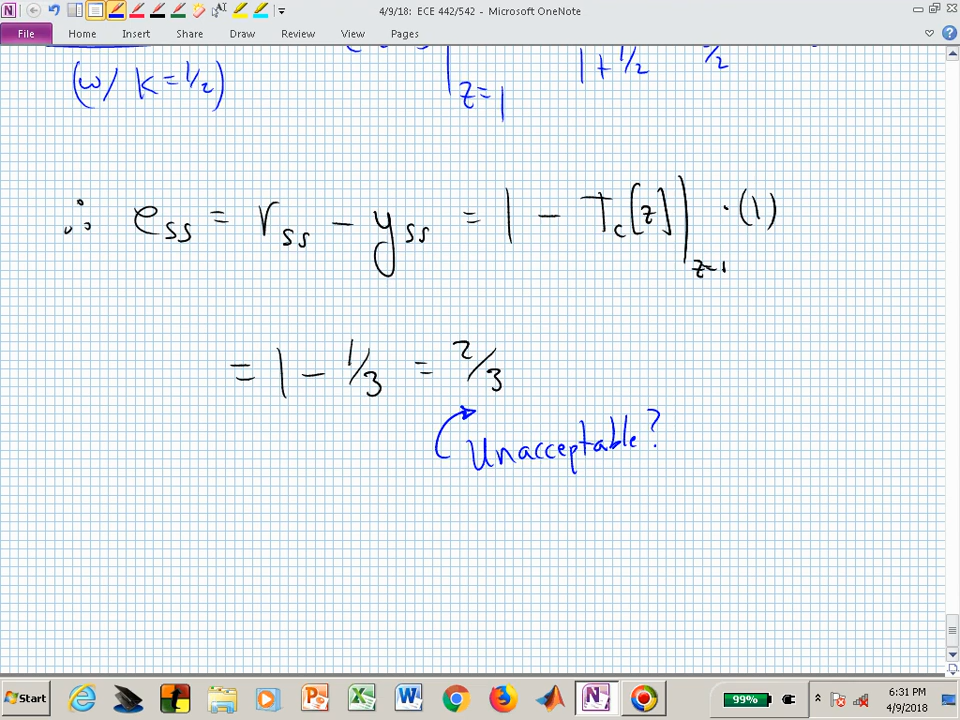 4/9/18: ECE 442/542 - Microsoft OneNote
File Home Insert Share Draw Review View Pages
(w/ K = 1/2)
z=1
1 + 1/2
∴ e_ss = r_ss − y_ss = 1 − T_c[z]|_{z=1} · (1)
= 1 − 1/3 = 2/3
Unacceptable?
Start
99%
6:31 PM
4/9/2018